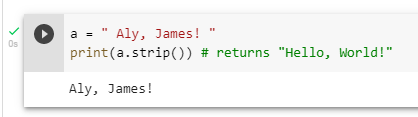 0s
a = " Aly, James! "
print(a.strip()) # returns "Hello, World!"
Aly, James!